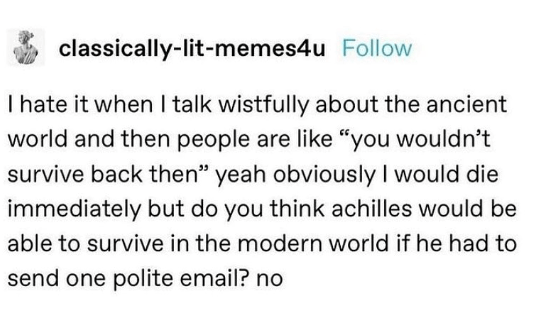 classically-lit-memes4u Follow
I hate it when I talk wistfully about the ancient
world and then people are like “you wouldn’t
survive back then” yeah obviously I would die
immediately but do you think achilles would be
able to survive in the modern world if he had to
send one polite email? no